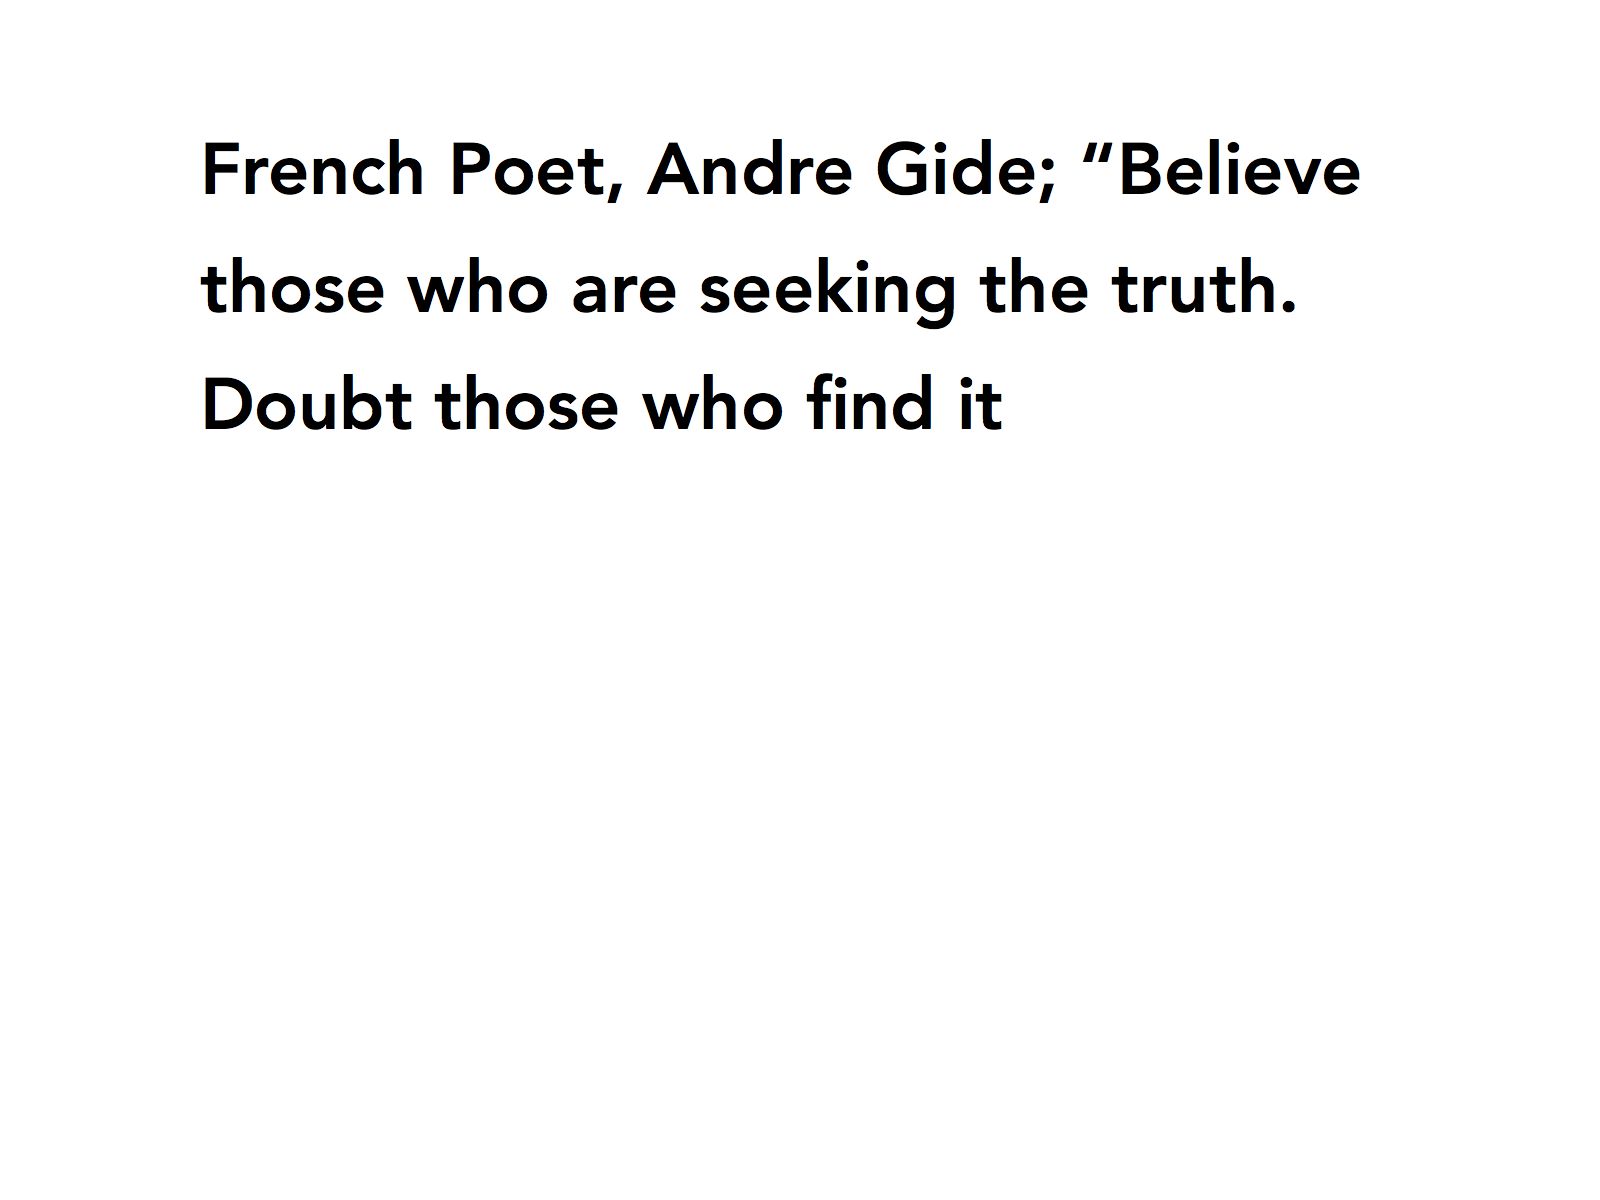 French Poet, Andre Gide; “Believe
those who are seeking the truth.
Doubt those who find it